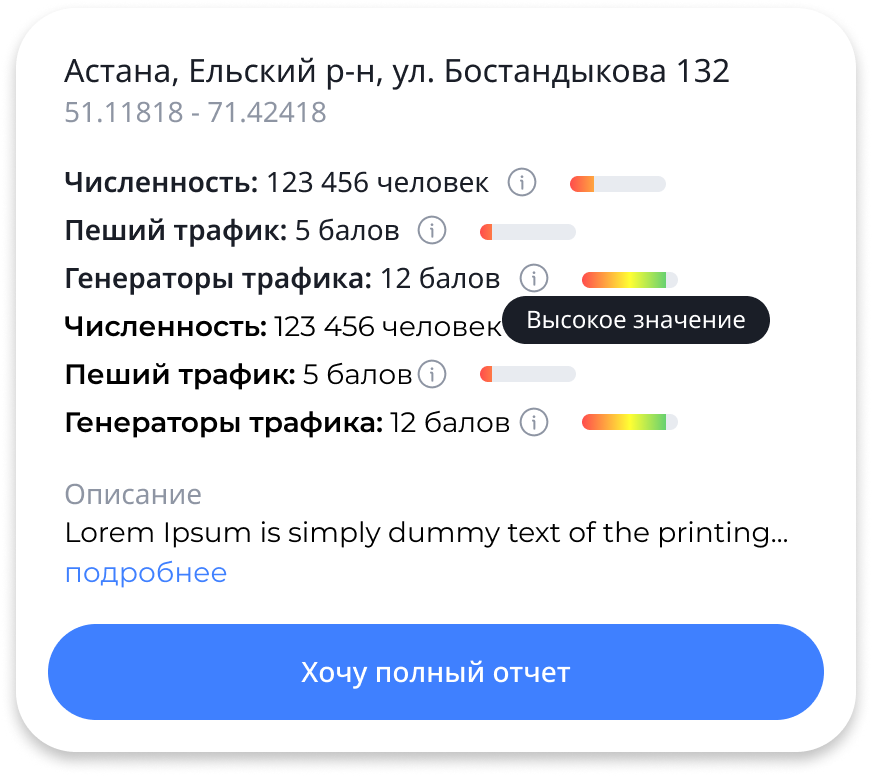 Астана, Ельский р-н, ул. Бостандыкова 132
51.11818 - 71.42418
Численность: 123 456 человек
Пеший трафик: 5 балов
Генераторы трафика: 12 балов
Численность: 123 456 человек
Высокое значение
Пеший трафик: 5 балов
Генераторы трафика: 12 балов
Описание
Lorem Ipsum is simply dummy text of the printing...
подробнее
Хочу полный отчет